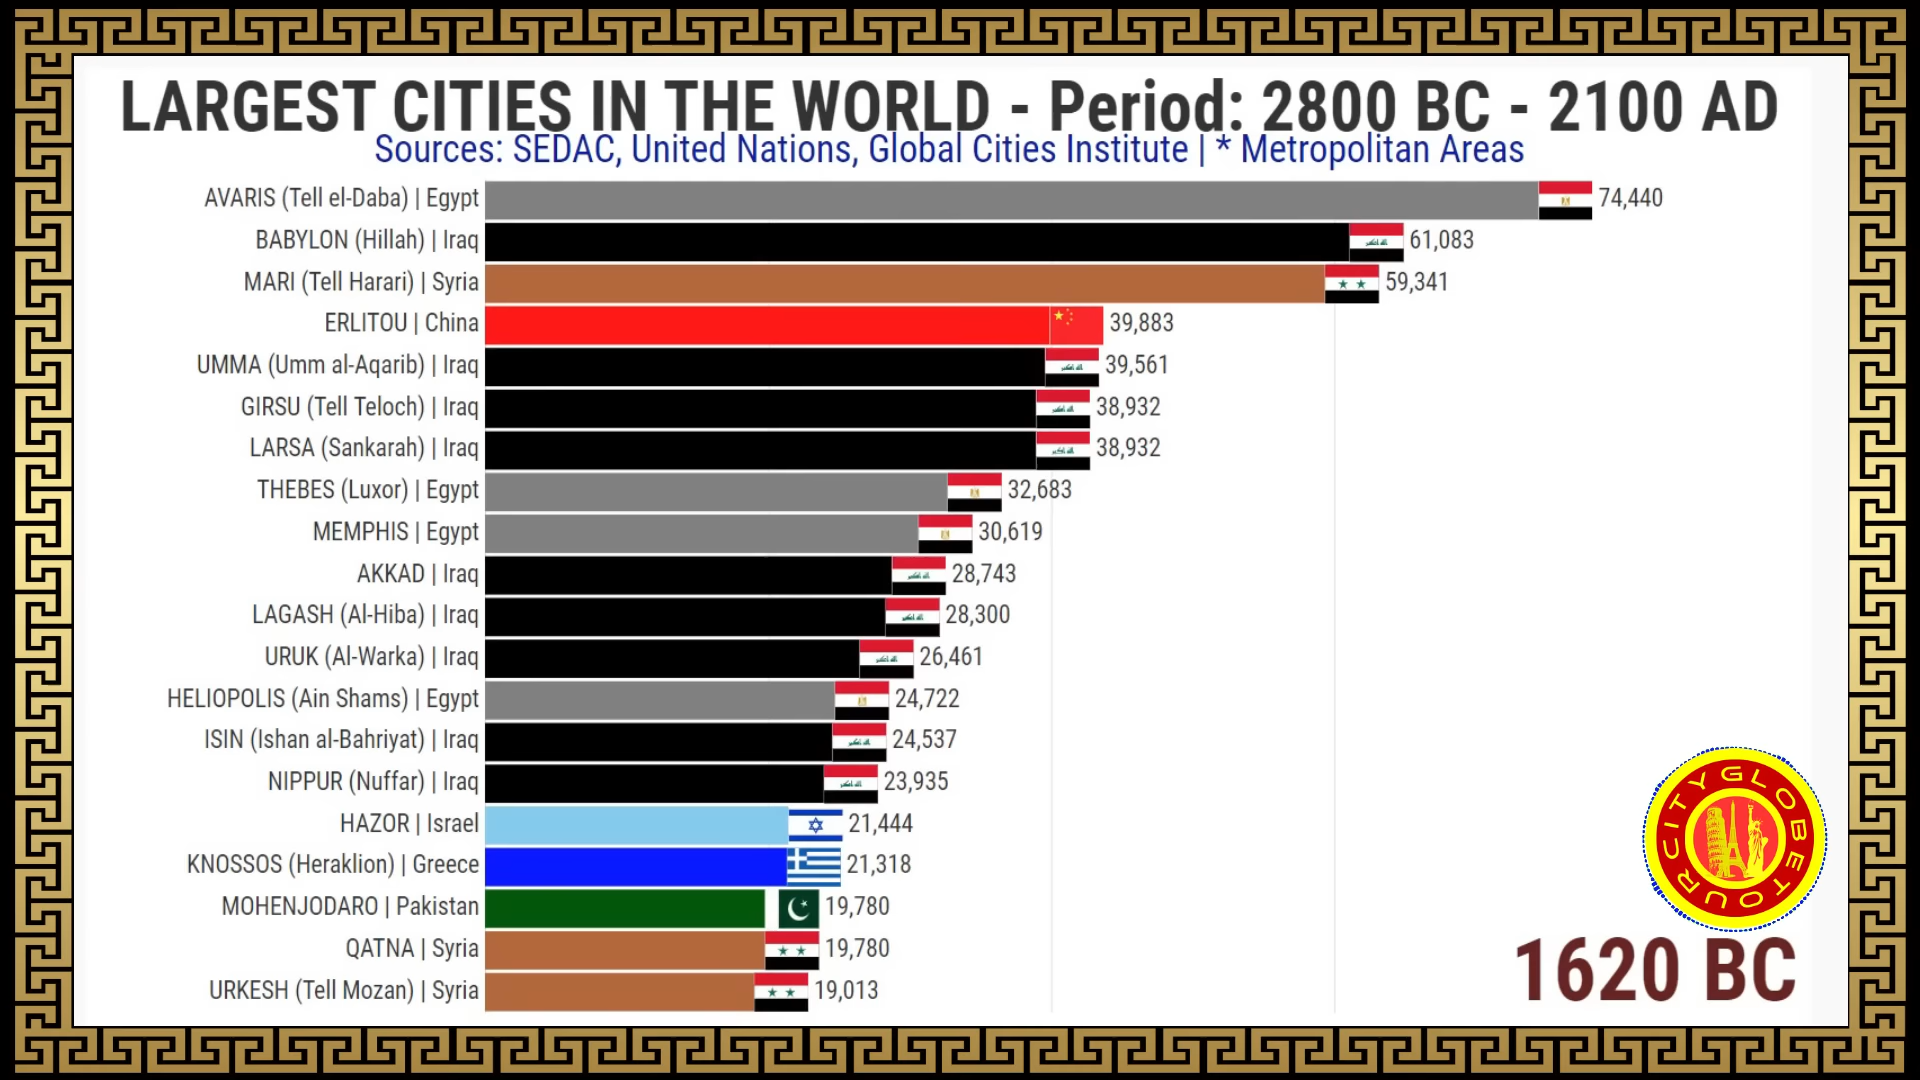 LARGEST CITIES IN THE WORLD - Period: 2800 BC - 2100 AD
Sources: SEDAC, United Nations, Global Cities Institute | * Metropolitan Areas
AVARIS (Tell el-Daba) | Egypt 74,440
BABYLON (Hillah) | Iraq 61,083
MARI (Tell Harari) | Syria 59,341
ERLITOU | China 39,883
UMMA (Umm al-Aqarib) | Iraq 39,561
GIRSU (Tell Teloch) | Iraq 38,932
LARSA (Sankarah) | Iraq 38,932
THEBES (Luxor) | Egypt 32,683
MEMPHIS | Egypt 30,619
AKKAD | Iraq 28,743
LAGASH (Al-Hiba) | Iraq 28,300
URUK (Al-Warka) | Iraq 26,461
HELIOPOLIS (Ain Shams) | Egypt 24,722
ISIN (Ishan al-Bahriyat) | Iraq 24,537
NIPPUR (Nuffar) | Iraq 23,935
HAZOR | Israel 21,444
KNOSSOS (Heraklion) | Greece 21,318
MOHENJODARO | Pakistan 19,780
QATNA | Syria 19,780
URKESH (Tell Mozan) | Syria 19,013
CITYGLOBETOUR
1620 BC